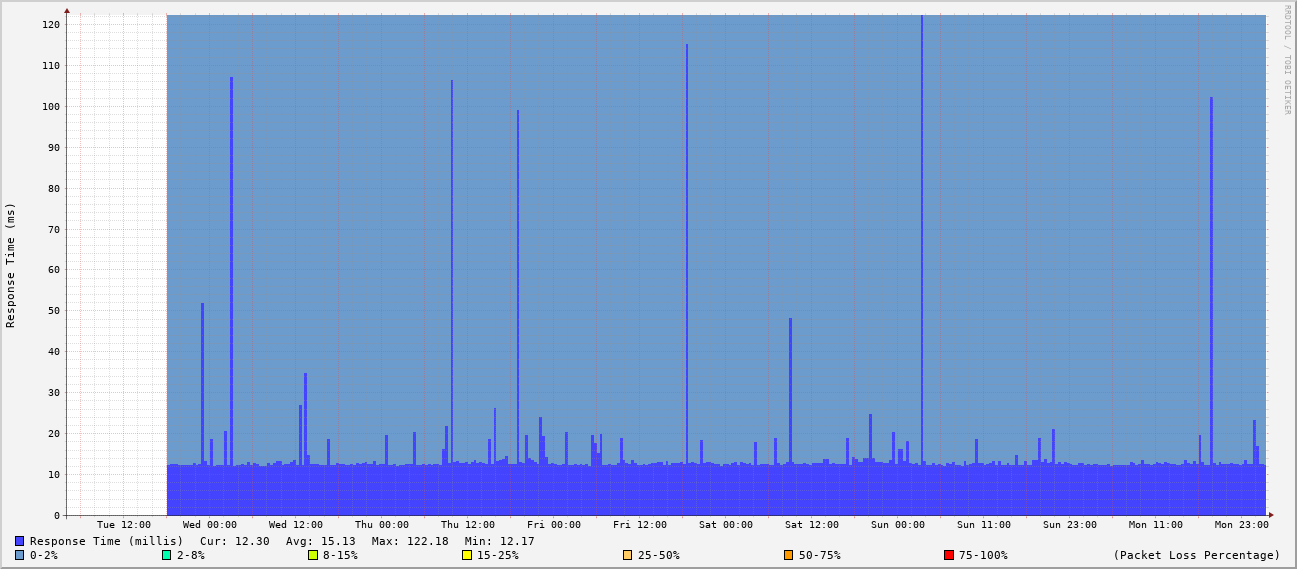 RRDTOOL / TOBI OETIKER
Response Time (ms)
120
110
100
90
80
70
60
50
40
30
20
10
0
Tue 12:00 Wed 00:00 Wed 12:00 Thu 00:00 Thu 12:00 Fri 00:00 Fri 12:00 Sat 00:00 Sat 12:00 Sun 00:00 Sun 11:00 Sun 23:00 Mon 11:00 Mon 23:00
Response Time (millis) Cur: 12.30 Avg: 15.13 Max: 122.18 Min: 12.17
0-2% 2-8% 8-15% 15-25% 25-50% 50-75% 75-100% (Packet Loss Percentage)